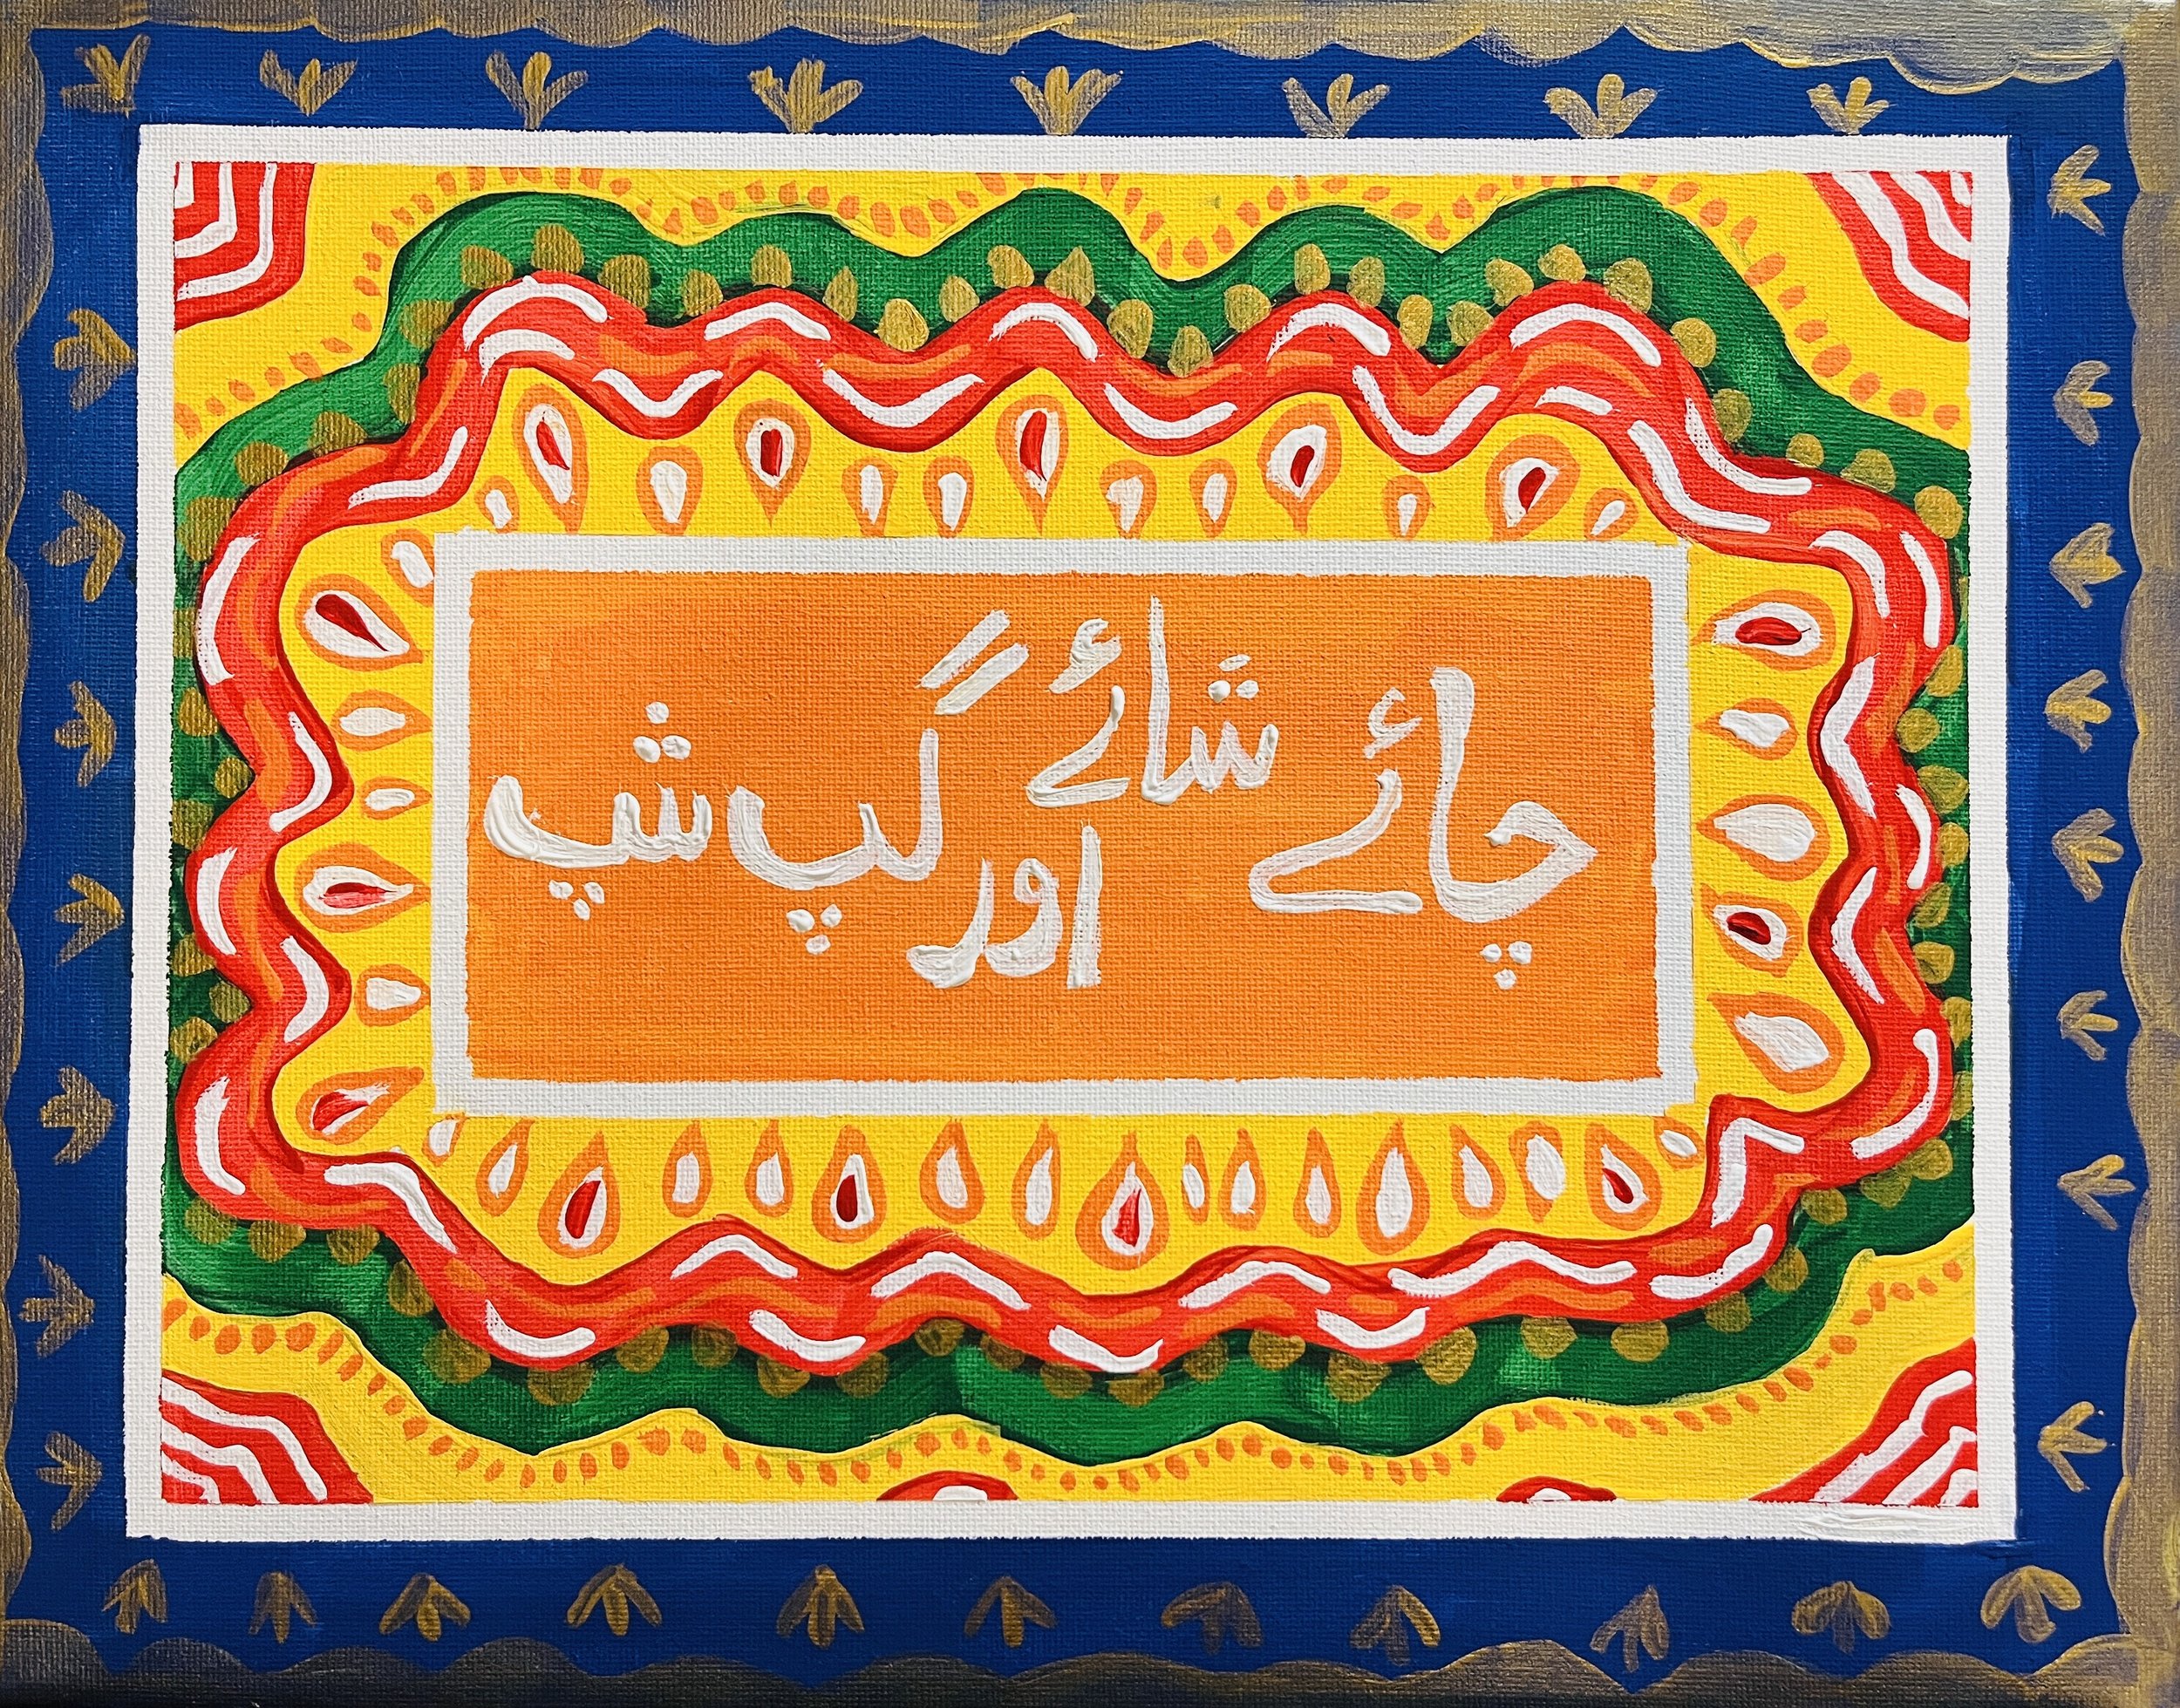 چائے شائے اور گپ شپ